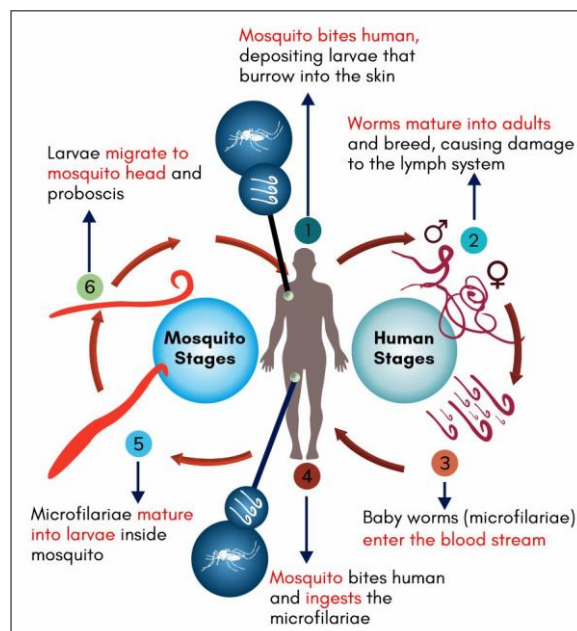 Mosquito bites human,
depositing larvae that
burrow into the skin
Worms mature into adults
and breed, causing damage
to the lymph system
Larvae migrate to
mosquito head and
proboscis
1
2
6
Mosquito
Stages
Human
Stages
5
4
3
Microfilariae mature
into larvae inside
mosquito
Baby worms (microfilariae)
enter the blood stream
Mosquito bites human
and ingests the
microfilariae